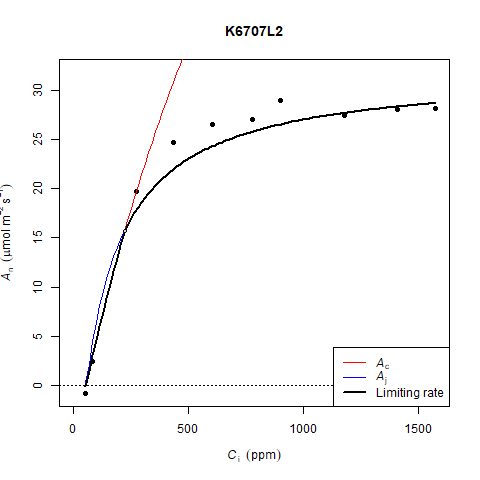 K6707L2
An (μmol m−2 s−1)
30
25
20
15
10
5
0
0 500 1000 1500
Ci (ppm)
Ac
Aj
Limiting rate